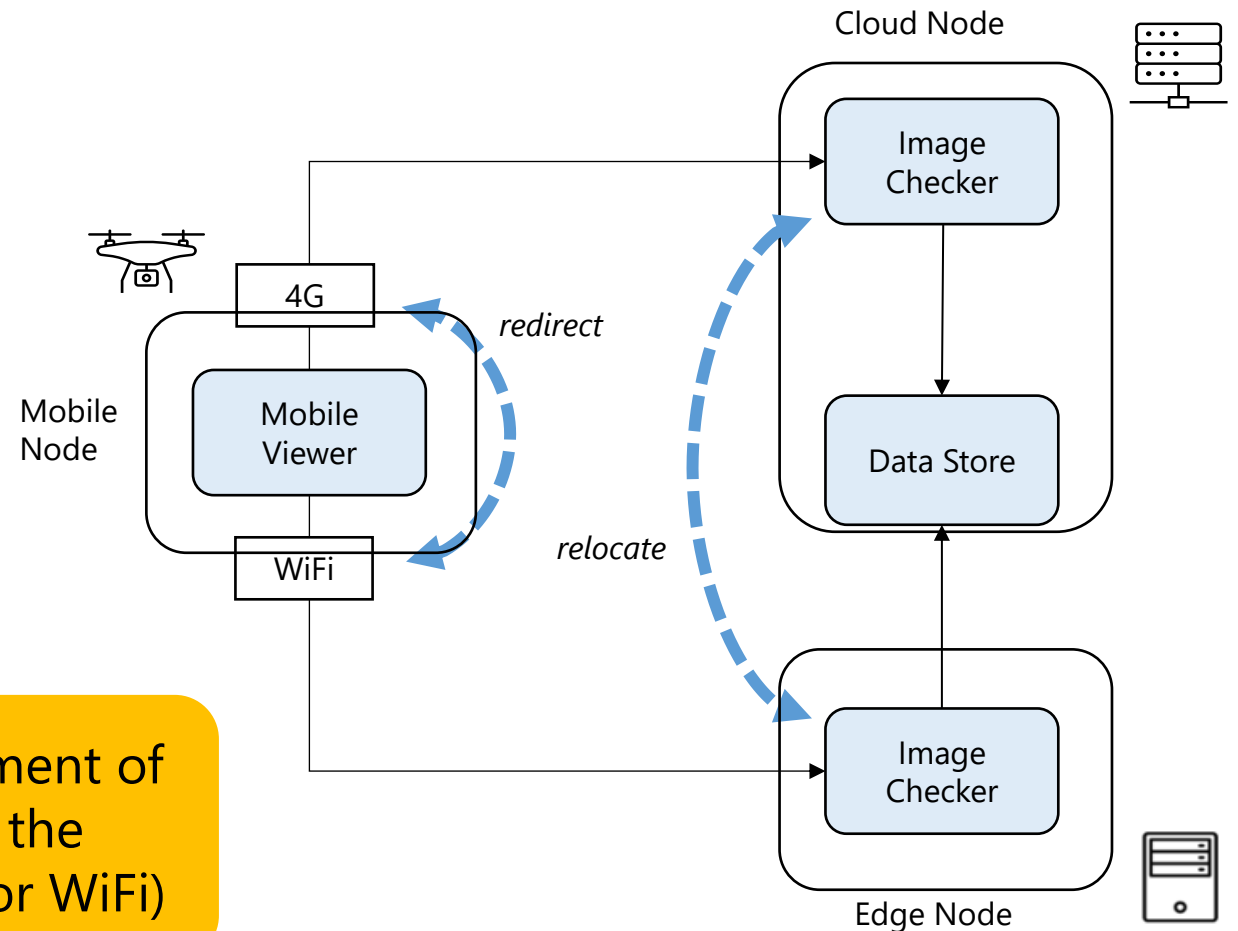 Cloud Node
Image
Checker
4G
redirect
Mobile
Node
Mobile
Viewer
Data Store
relocate
WiFi
of
the
or WiFi)
Image
Checker
Edge Node